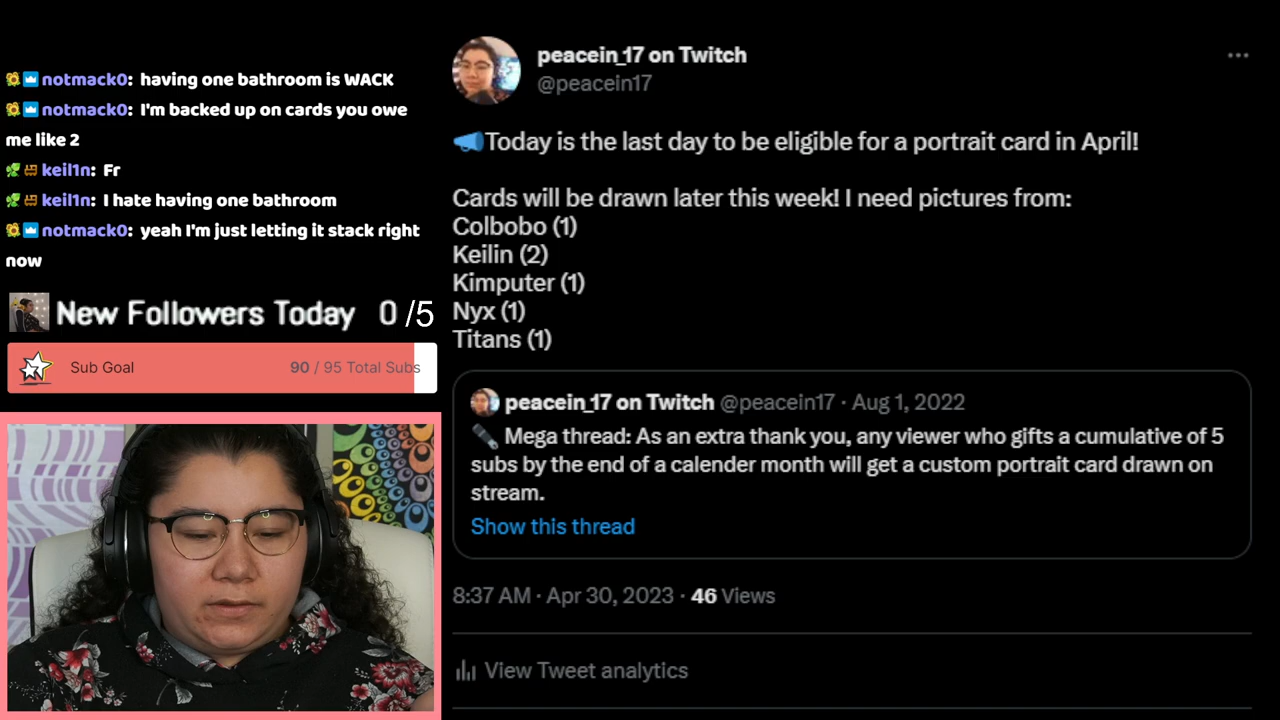 notmack0: having one bathroom is WACK
notmack0: I'm backed up on cards you owe
me like 2
keil1n: Fr
keil1n: I hate having one bathroom
notmack0: yeah I'm just letting it stack right
now
New Followers Today 0 /5
Sub Goal 90 / 95 Total Subs
peacein_17 on Twitch
@peacein17
Today is the last day to be eligible for a portrait card in April!
Cards will be drawn later this week! I need pictures from:
Colbobo (1)
Keilin (2)
Kimputer (1)
Nyx (1)
Titans (1)
peacein_17 on Twitch @peacein17 · Aug 1, 2022
Mega thread: As an extra thank you, any viewer who gifts a cumulative of 5
subs by the end of a calender month will get a custom portrait card drawn on
stream.
Show this thread
8:37 AM · Apr 30, 2023 · 46 Views
View Tweet analytics